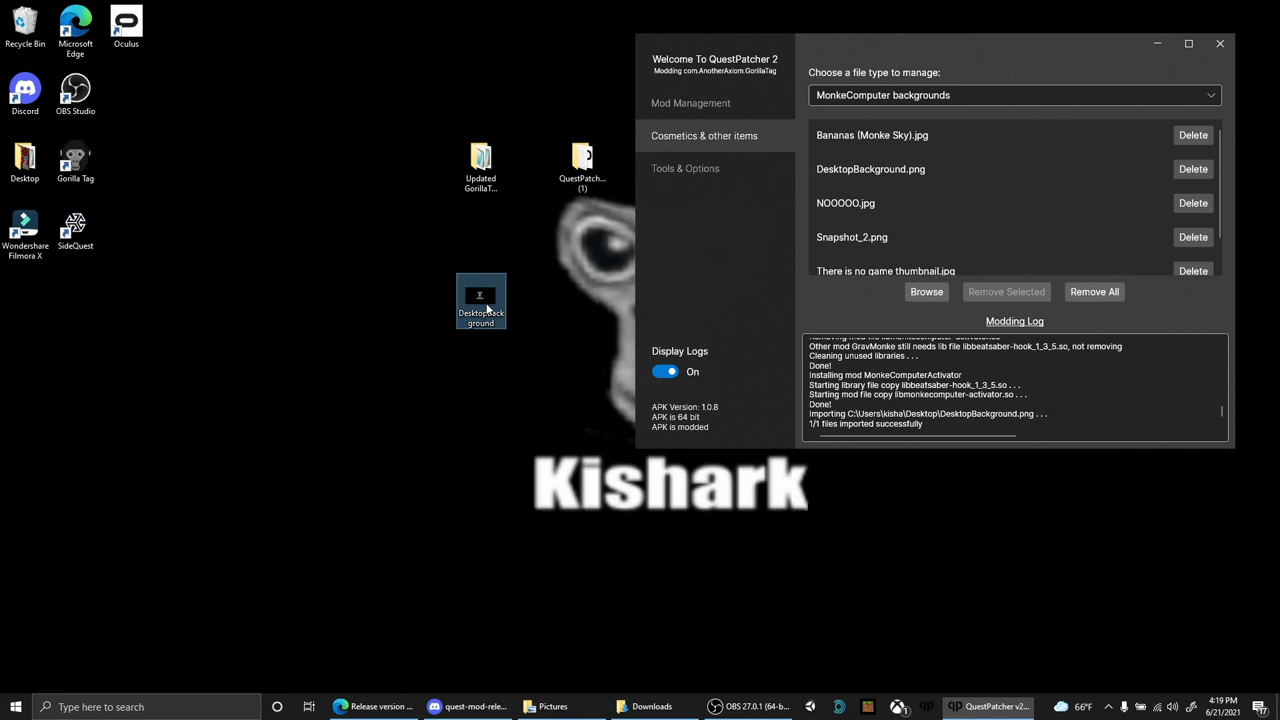 Recycle Bin
Microsoft
Edge
Oculus
Discord
OBS Studio
Desktop
Gorilla Tag
Wondershare
Filmora X
SideQuest
Updated
GorillaT...
QuestPatch...
(1)
DesktopBack
ground
Kishark
Welcome To QuestPatcher 2
Modding com.AnotherAxiom.GorillaTag
Mod Management
Cosmetics & other items
Tools & Options
Display Logs
On
APK Version: 1.0.8
APK is 64 bit
APK is modded
Choose a file type to manage:
MonkeComputer backgrounds
Bananas (Monke Sky).jpg Delete
DesktopBackground.png Delete
NOOOOO.jpg Delete
Snapshot_2.png Delete
There is no game thumbnail.jpg Delete
Browse Remove Selected Remove All
Modding Log
Other mod GravMonke still needs lib file libbeatsaber-hook_1_3_5.so, not removing
Cleaning unused libraries . . .
Done!
Installing mod MonkeComputerActivator
Starting library file copy libbeatsaber-hook_1_3_5.so . . .
Starting mod file copy libmonkecomputer-activator.so . . .
Done!
Importing C:\Users\kisha\Desktop\DesktopBackground.png . . .
1/1 files imported successfully
Type here to search
Release version ...
quest-mod-rele...
Pictures
Downloads
OBS 27.0.1 (64-b...
QuestPatcher v2...
66°F
4:19 PM
6/21/2021
17